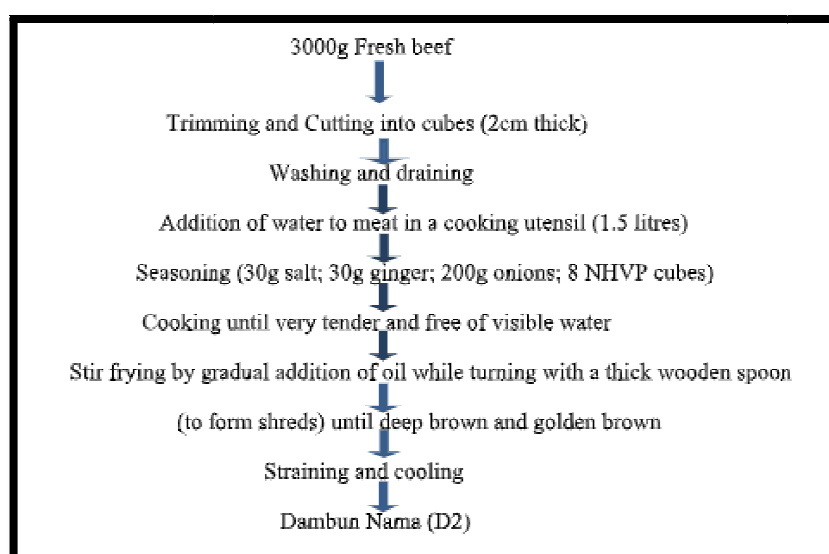 3000g Fresh beef
Trimming and Cutting into cubes (2cm thick)
Washing and draining
Addition of water to meat in a cooking utensil (1.5 litres)
Seasoning (30g salt; 30g ginger; 200g onions; 8 NHVP cubes)
Cooking until very tender and free of visible water
Stir frying by gradual addition of oil while turning with a thick wooden spoon
(to form shreds) until deep brown and golden brown
Straining and cooling
Dambun Nama (D2)